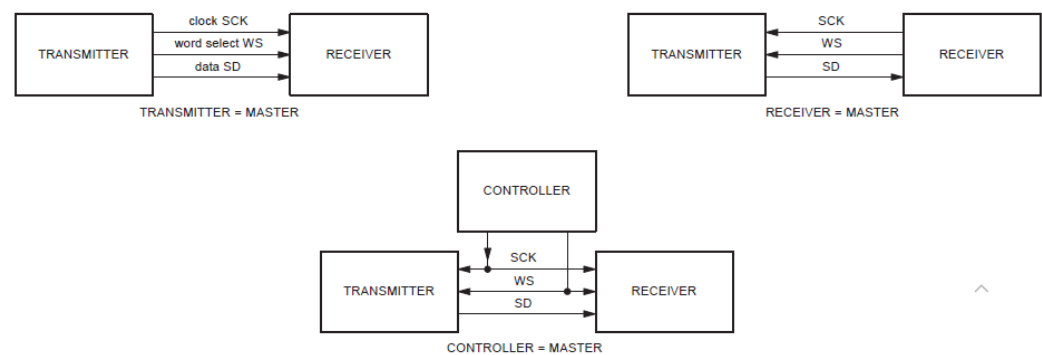 clock SCK
TRANSMITTER
word select WS
RECEIVER
data SD
TRANSMITTER = MASTER
SCK
TRANSMITTER
WS
RECEIVER
SD
RECEIVER = MASTER
CONTROLLER
SCK
TRANSMITTER
WS
RECEIVER
SD
CONTROLLER = MASTER